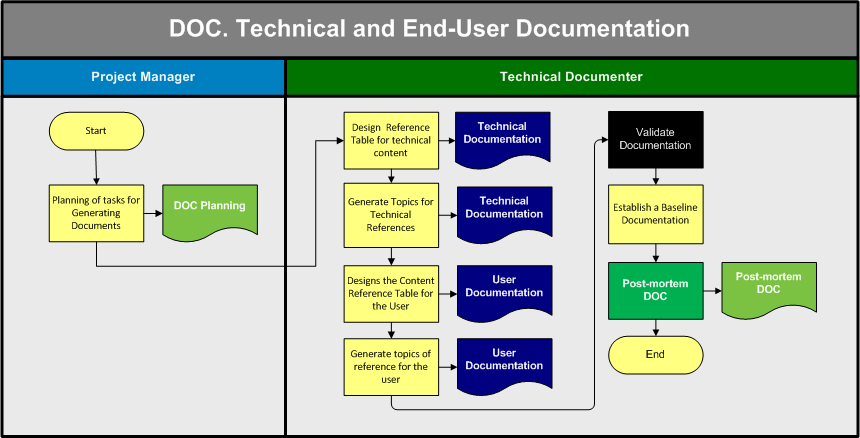 DOC. Technical and End-User Documentation
Project Manager
Technical Documenter
Start
Planning of tasks for
Generating
Documents
DOC Planning
Design Reference
Table for technical
content
Technical
Documentation
Generate Topics for
Technical
References
Technical
Documentation
Designs the Content
Reference Table for
the User
User
Documentation
Generate topics of
reference for the
user
User
Documentation
Validate
Documentation
Establish a Baseline
Documentation
Post-mortem
DOC
Post-mortem
DOC
End